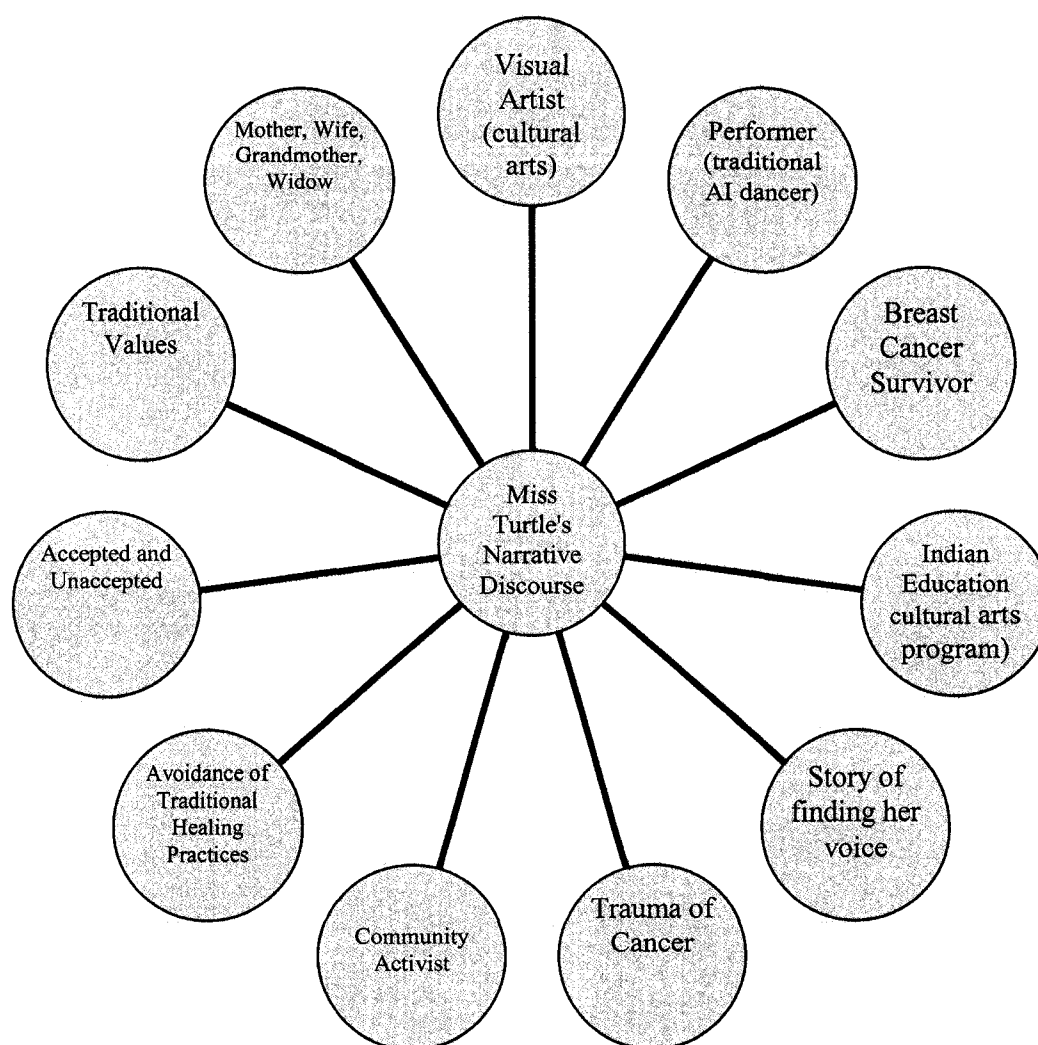 Visual
Artist
(cultural
arts)
Performer
(traditional
AI dancer)
Breast
Cancer
Survivor
Indian
Education
cultural arts
program)
Story of
finding her
voice
Trauma of
Cancer
Community
Activist
Avoidance of
Traditional
Healing
Practices
Accepted and
Unaccepted
Traditional
Values
Mother, Wife,
Grandmother,
Widow
Miss
Turtle's
Narrative
Discourse